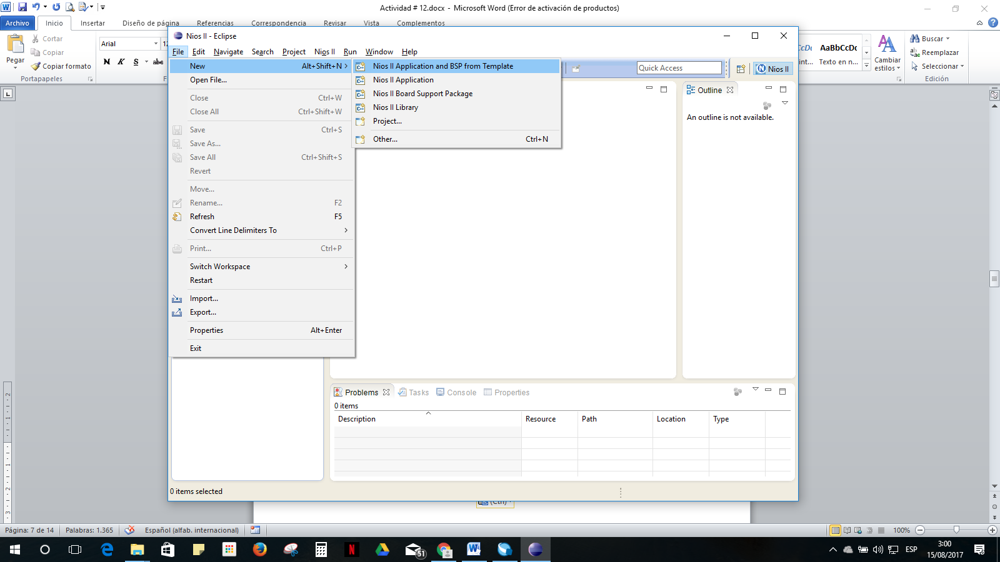 Actividad # 12.docx - Microsoft Word (Error de activación de productos)
Archivo Inicio Insertar Diseño de página Referencias Correspondencia Revisar Vista Complementos
Pegar
Cortar
Copiar
Copiar formato
Portapapeles
Arial
N K S abc
AaBbCcDc
Texto en n...
Cambiar estilos
Buscar
Reemplazar
Seleccionar
Edición
Nios II - Eclipse
File Edit Navigate Search Project Nios II Run Window Help
New Alt+Shift+N
Open File...
Close Ctrl+W
Close All Ctrl+Shift+W
Save Ctrl+S
Save As...
Save All Ctrl+Shift+S
Revert
Move...
Rename... F2
Refresh F5
Convert Line Delimiters To
Print... Ctrl+P
Switch Workspace
Restart
Import...
Export...
Properties Alt+Enter
Exit
Nios II Application and BSP from Template
Nios II Application
Nios II Board Support Package
Nios II Library
Project...
Other... Ctrl+N
Quick Access
Nios II
Outline
An outline is not available.
Problems Tasks Console Properties
0 items
Description Resource Path Location Type
0 items selected
(Ctrl)
Página: 7 de 14 Palabras: 1.365 Español (alfab. internacional) 100%
51
ESP
3:00
15/08/2017